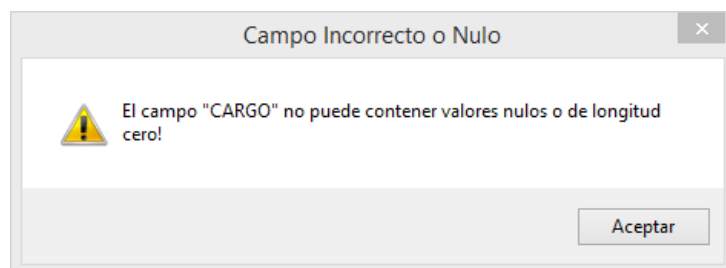 Campo Incorrecto o Nulo
El campo "CARGO" no puede contener valores nulos o de longitud
cero!
Aceptar